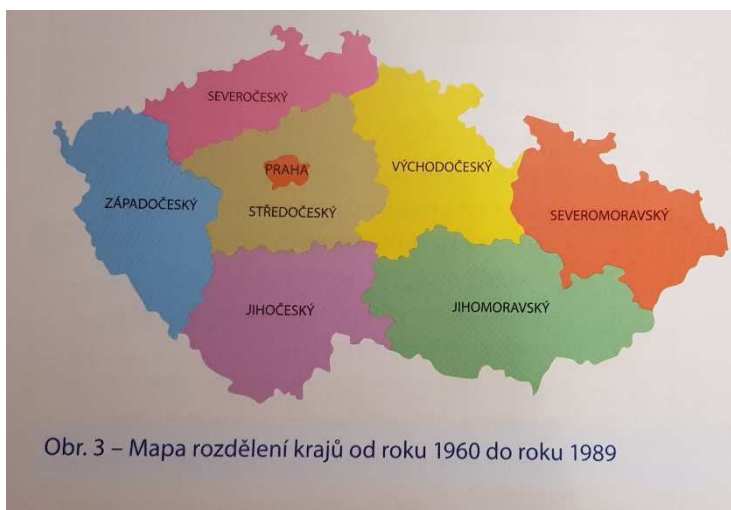 SEVEROČESKÝ
PRAHA
VÝCHODOČESKÝ
ZÁPADOČESKÝ
STŘEDOČESKÝ
SEVEROMORAVSKÝ
JIHOČESKÝ
JIHOMORAVSKÝ
Obr. 3 – Mapa rozdělení krajů od roku 1960 do roku 1989